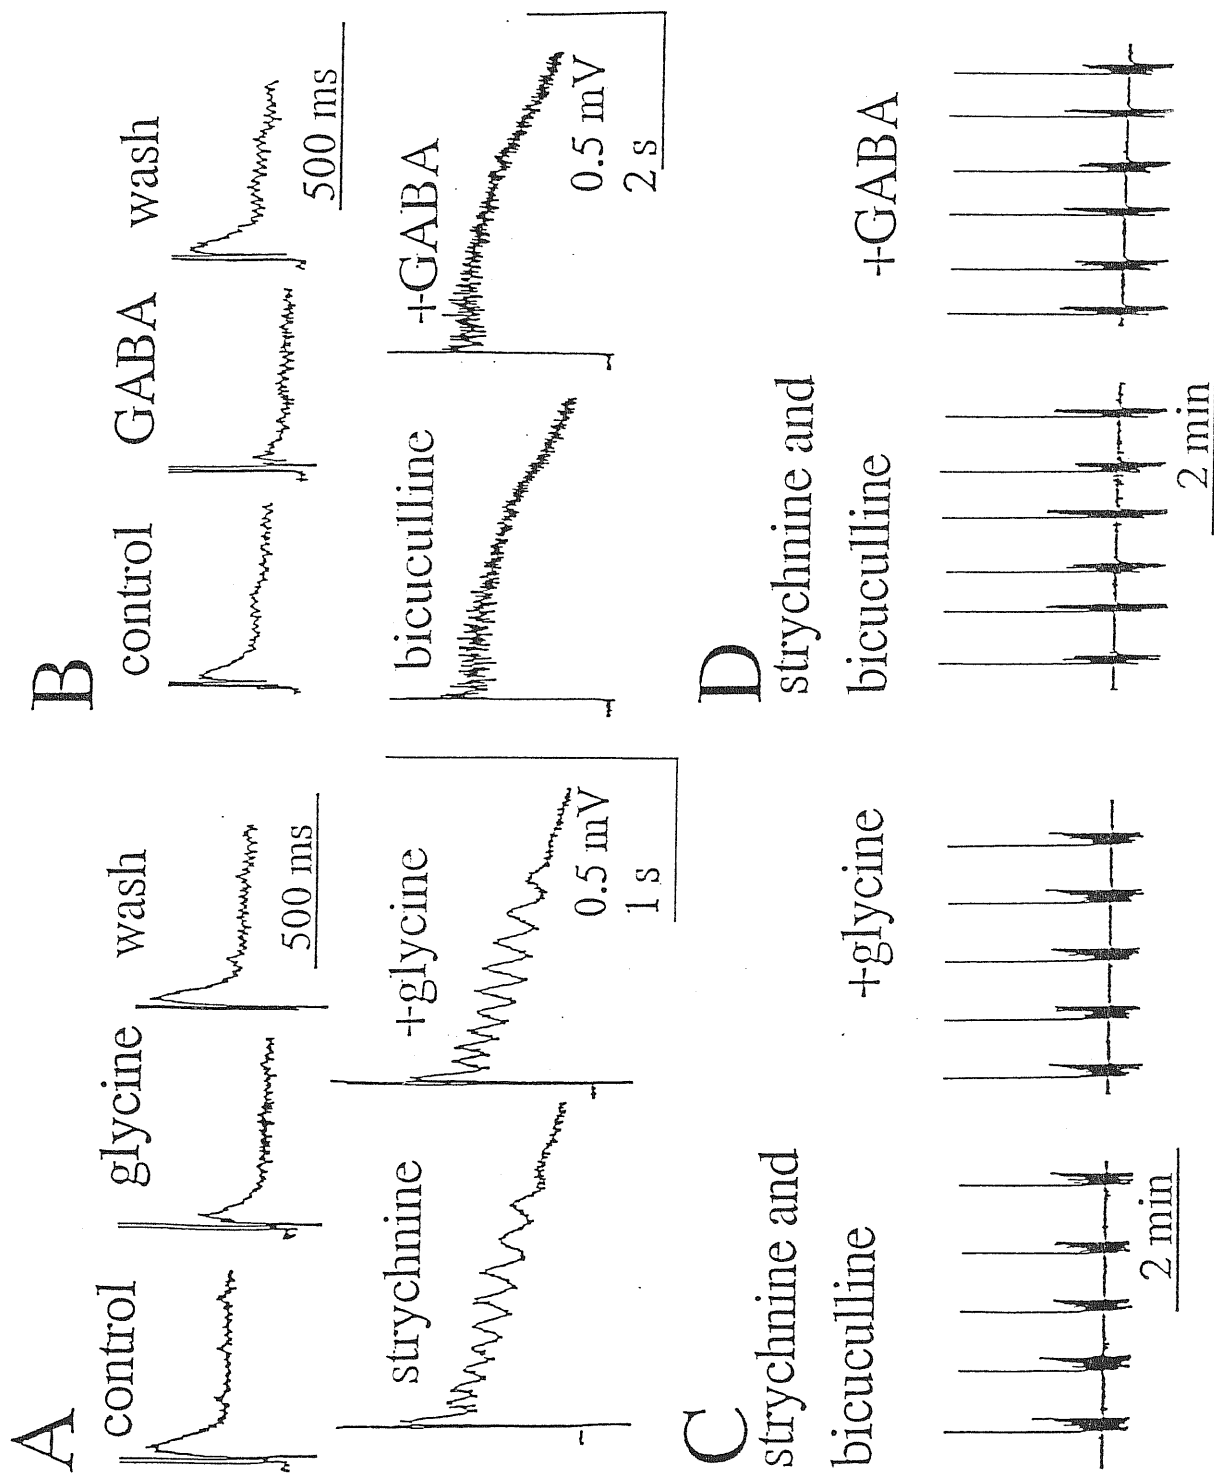 A
control
glycine
wash
500 ms
strychnine
+glycine
0.5 mV
1 s
B
control
GABA
wash
500 ms
bicuculline
+GABA
0.5 mV
2 s
C
strychnine and
bicuculline
+glycine
2 min
D
strychnine and
bicuculline
+GABA
2 min